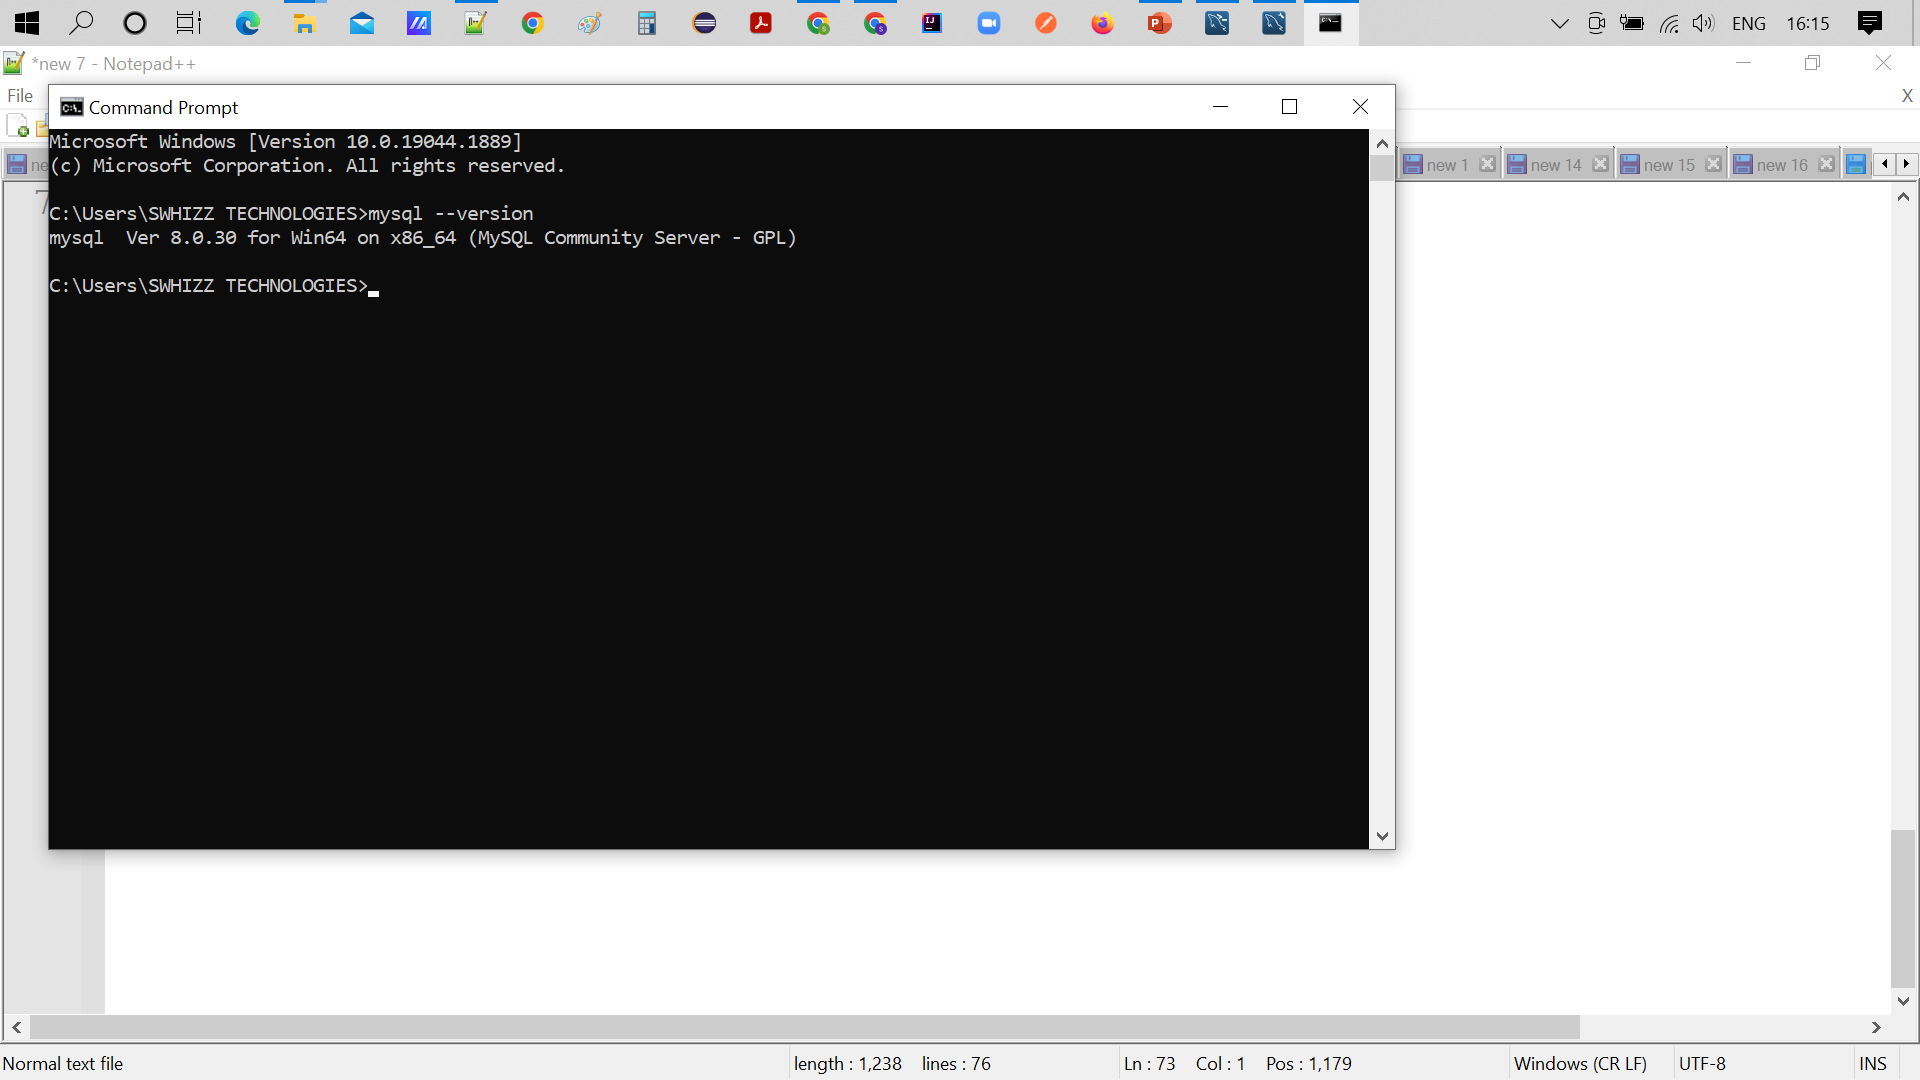 ENG 16:15
*new 7 - Notepad++
File
X
Command Prompt
Microsoft Windows [Version 10.0.19044.1889]
(c) Microsoft Corporation. All rights reserved.
C:\Users\SWHIZZ TECHNOLOGIES>mysql --version
mysql  Ver 8.0.30 for Win64 on x86_64 (MySQL Community Server - GPL)
C:\Users\SWHIZZ TECHNOLOGIES>
new 1 new 14 new 15 new 16
Normal text file length : 1,238 lines : 76 Ln : 73 Col : 1 Pos : 1,179 Windows (CR LF) UTF-8 INS